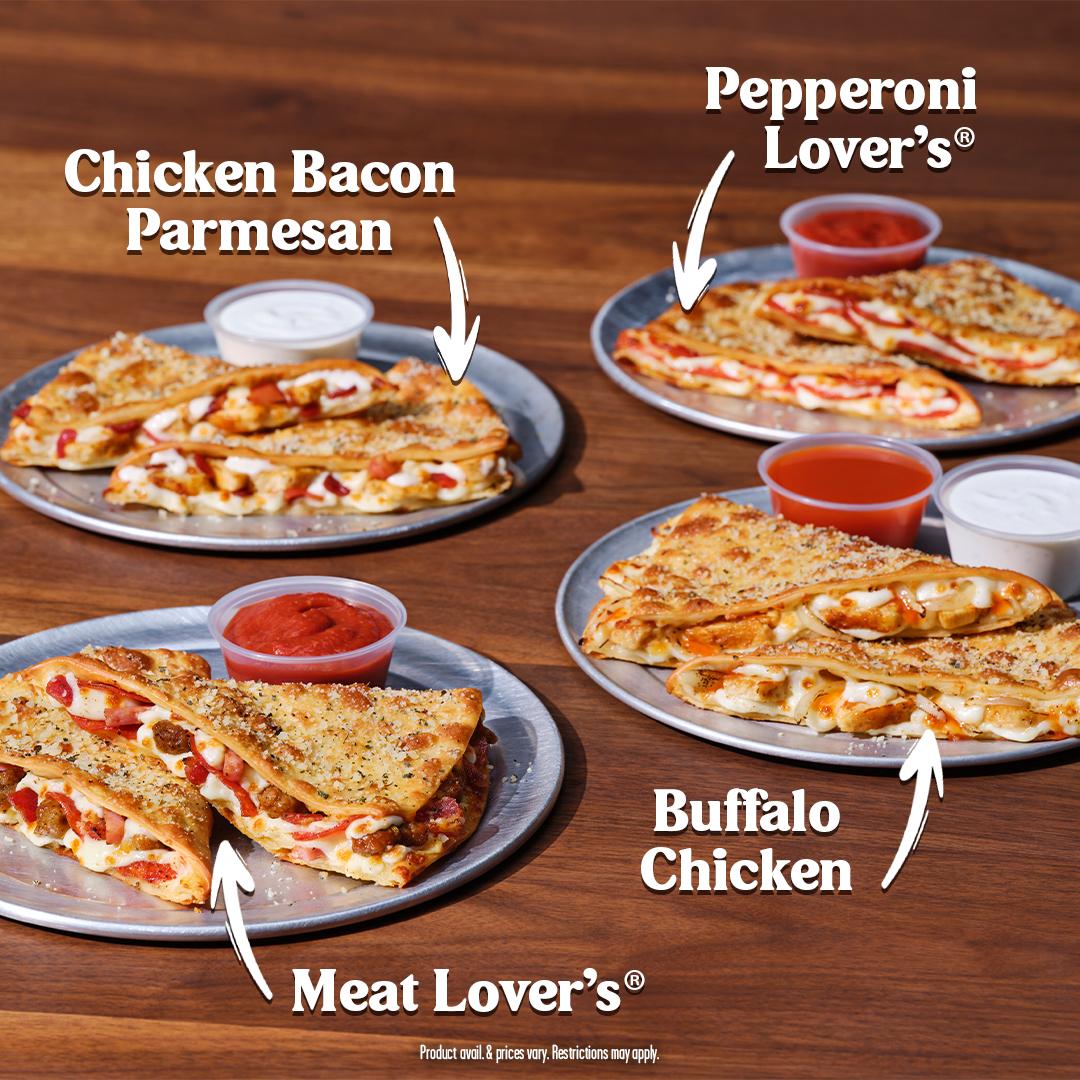 Pepperoni
Lover's®
Chicken Bacon
Parmesan
Buffalo
Chicken
Meat Lover's®
Product avail. & prices vary. Restrictions may apply.